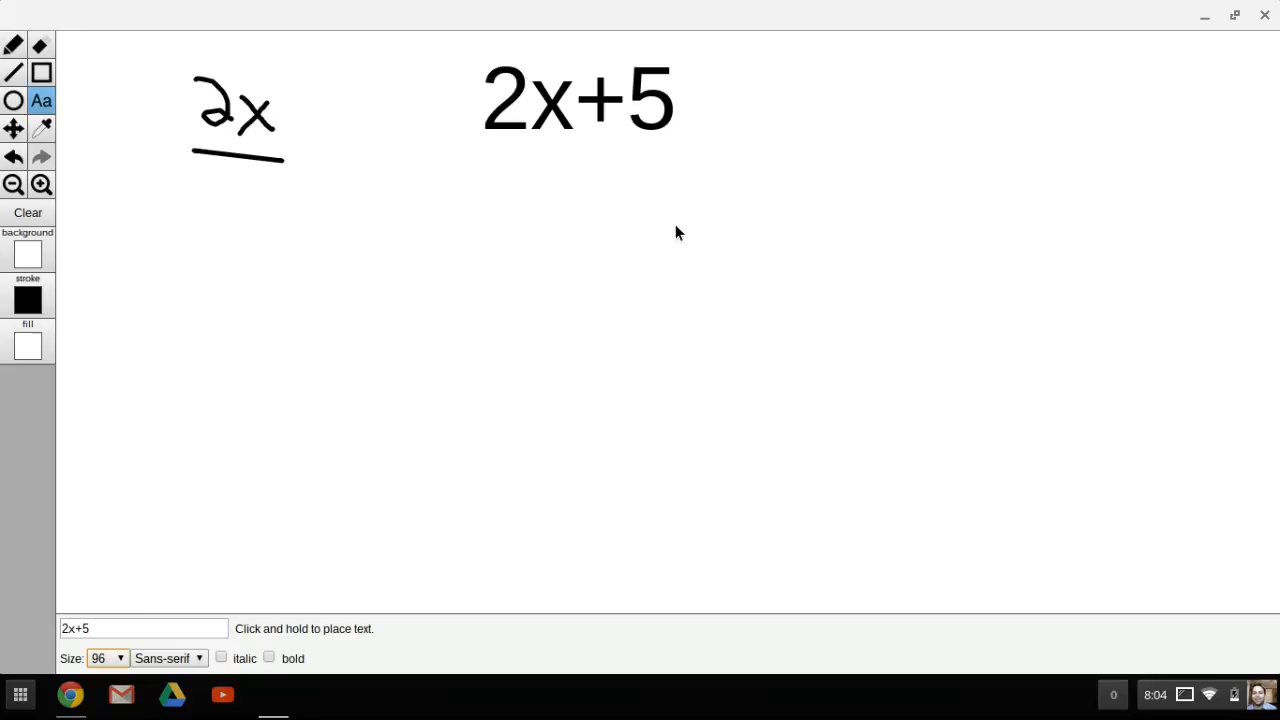 2x
2x+5
Aa
Clear
background
stroke
fill
2x+5
Click and hold to place text.
Size: 96 Sans-serif italic bold
0
8:04